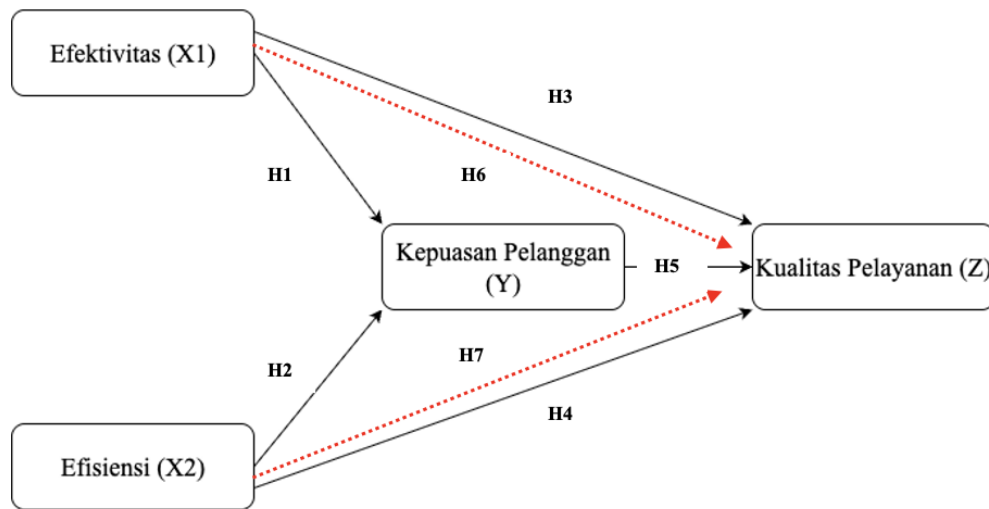 Efektivitas (X1)
H3
H1
H6
Kepuasan Pelanggan
(Y)
H5
Kualitas Pelayanan (Z)
H2
H7
H4
Efisiensi (X2)